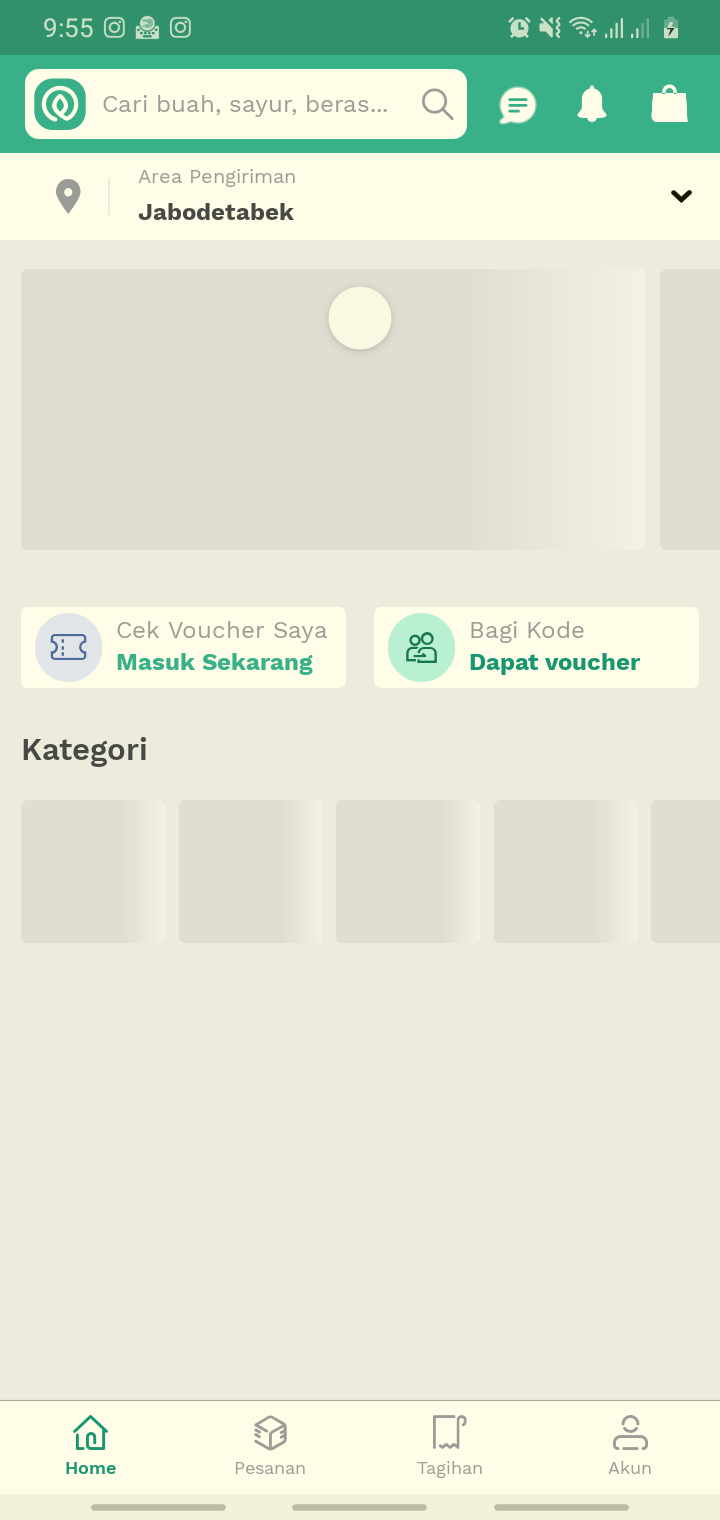 9:55
Cari buah, sayur, beras...
Area Pengiriman
Jabodetabek
Cek Voucher Saya
Masuk Sekarang
Bagi Kode
Dapat voucher
Kategori
Home
Pesanan
Tagihan
Akun